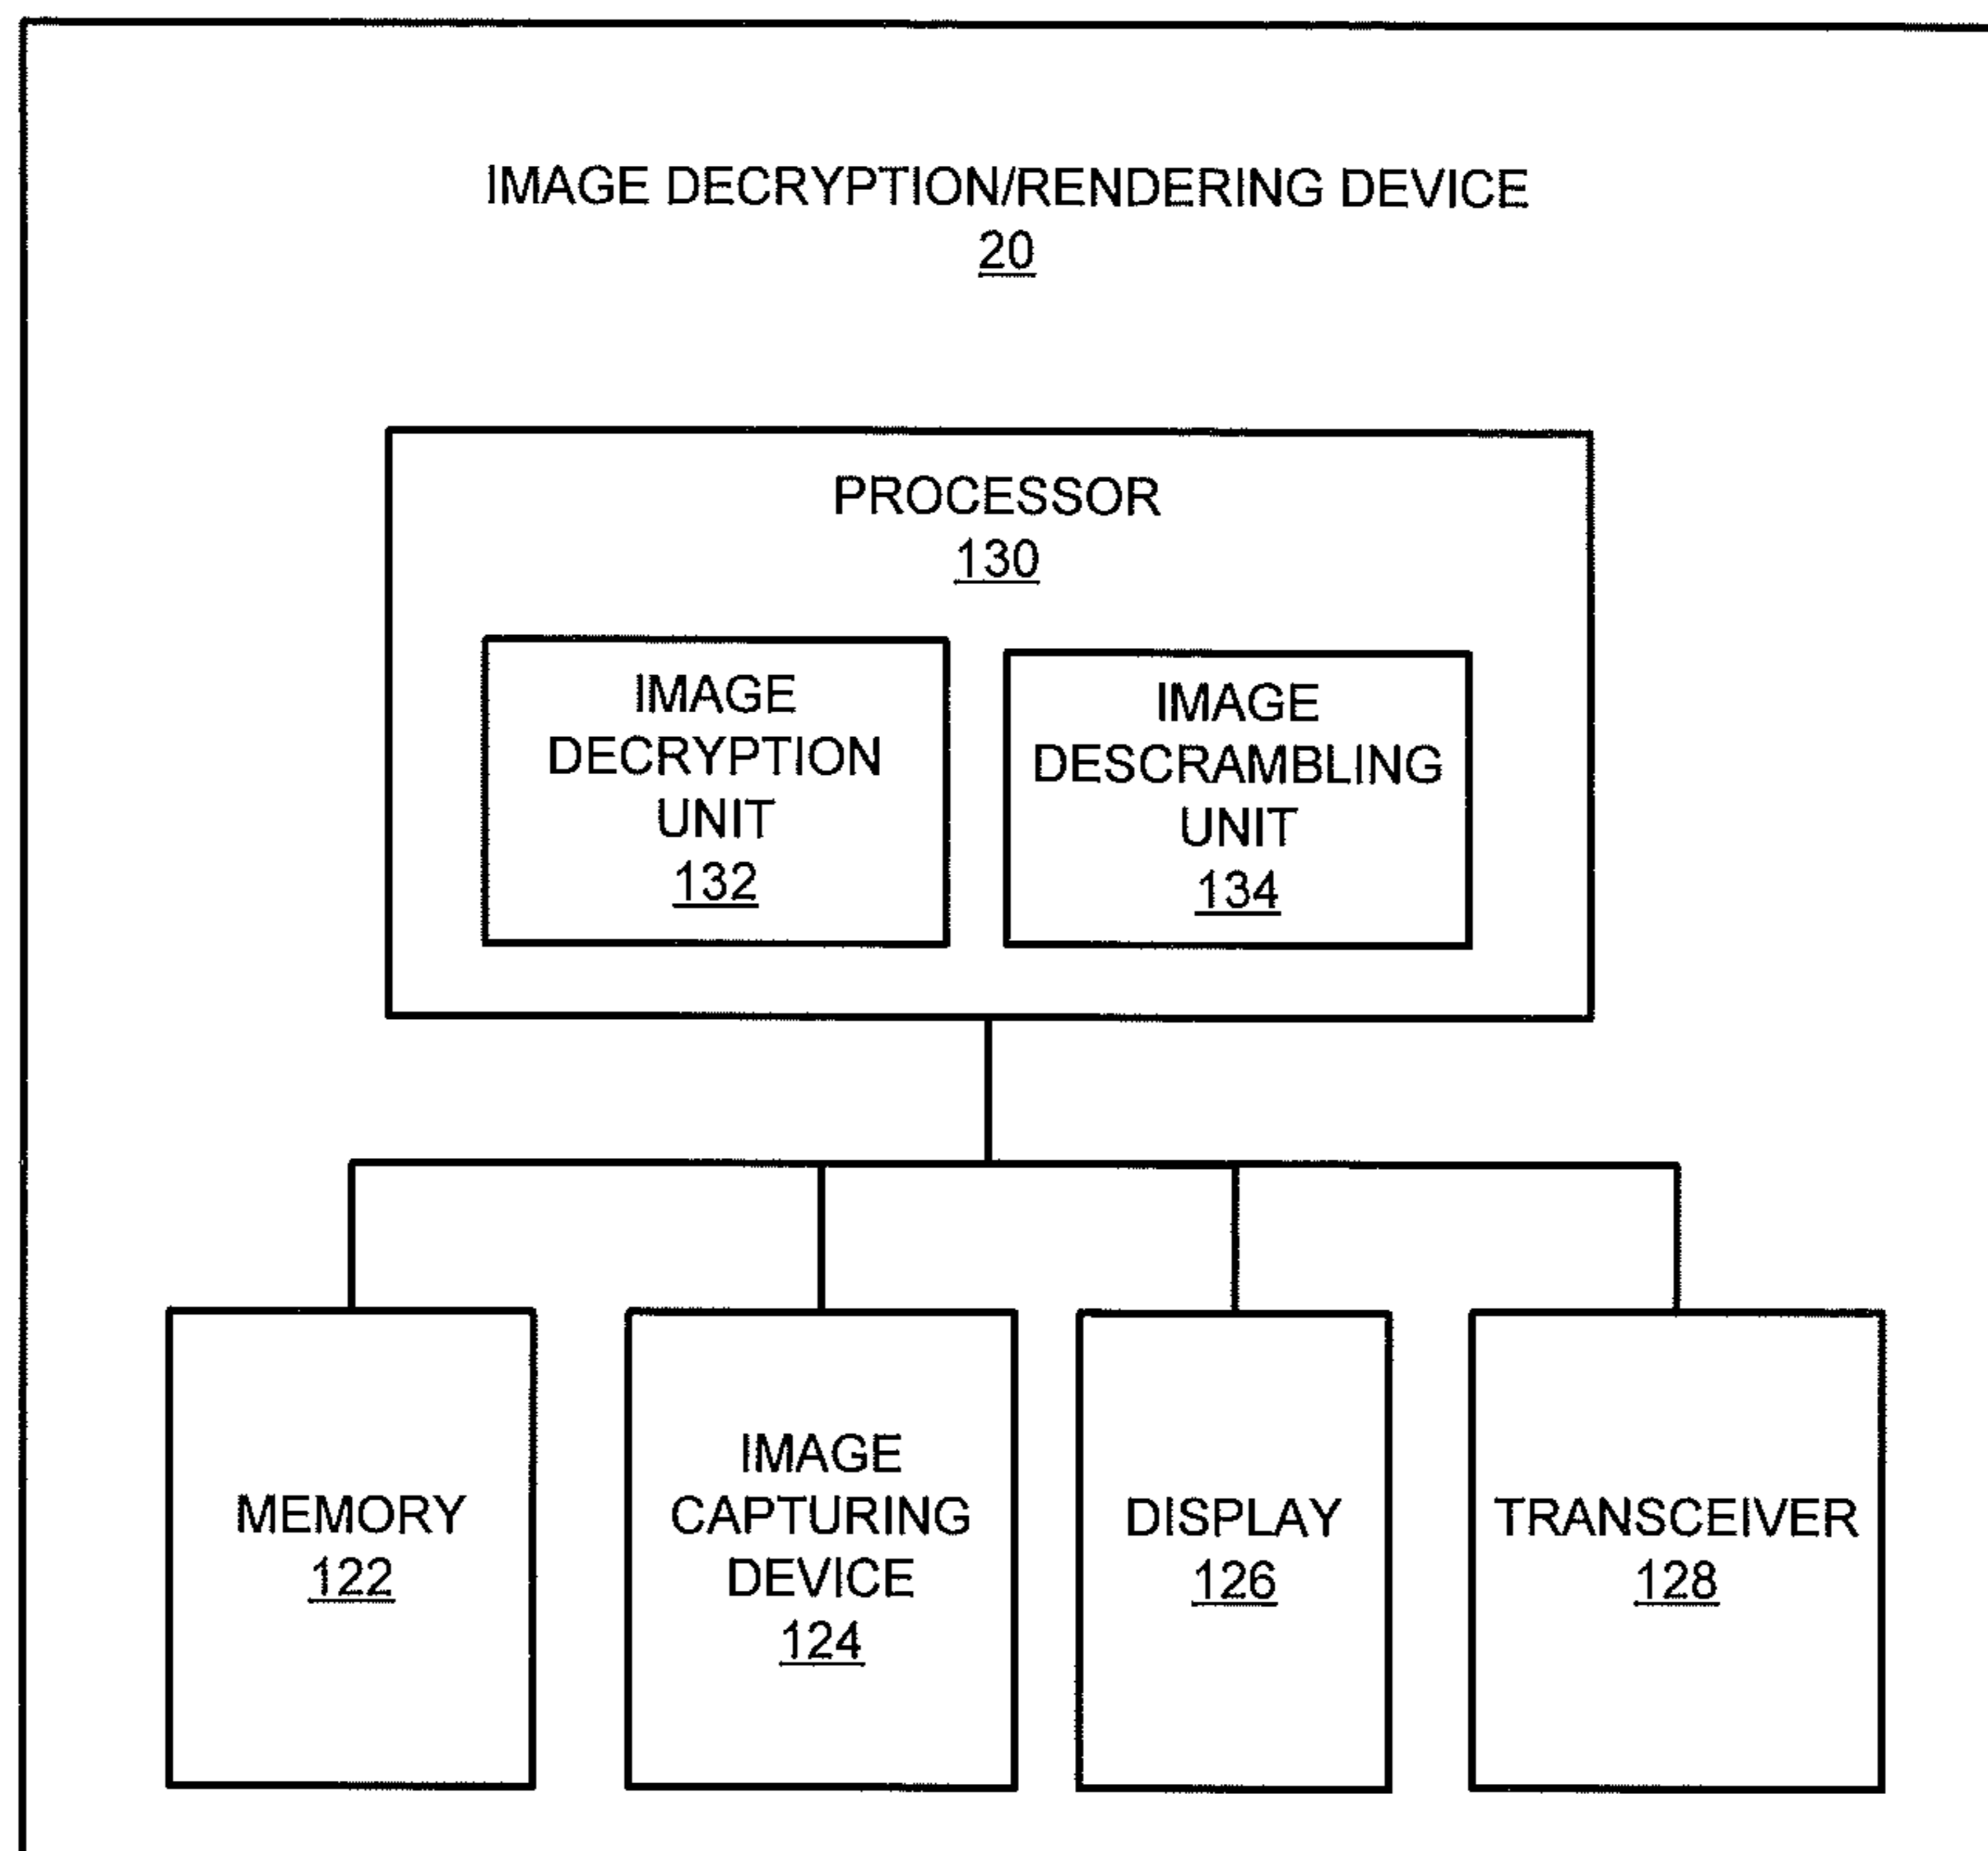 IMAGE DECRYPTION/RENDERING DEVICE
20
PROCESSOR
130
IMAGE
DECRYPTION
UNIT
132
IMAGE
DESCRAMBLING
UNIT
134
MEMORY
122
IMAGE
CAPTURING
DEVICE
124
DISPLAY
126
TRANSCEIVER
128